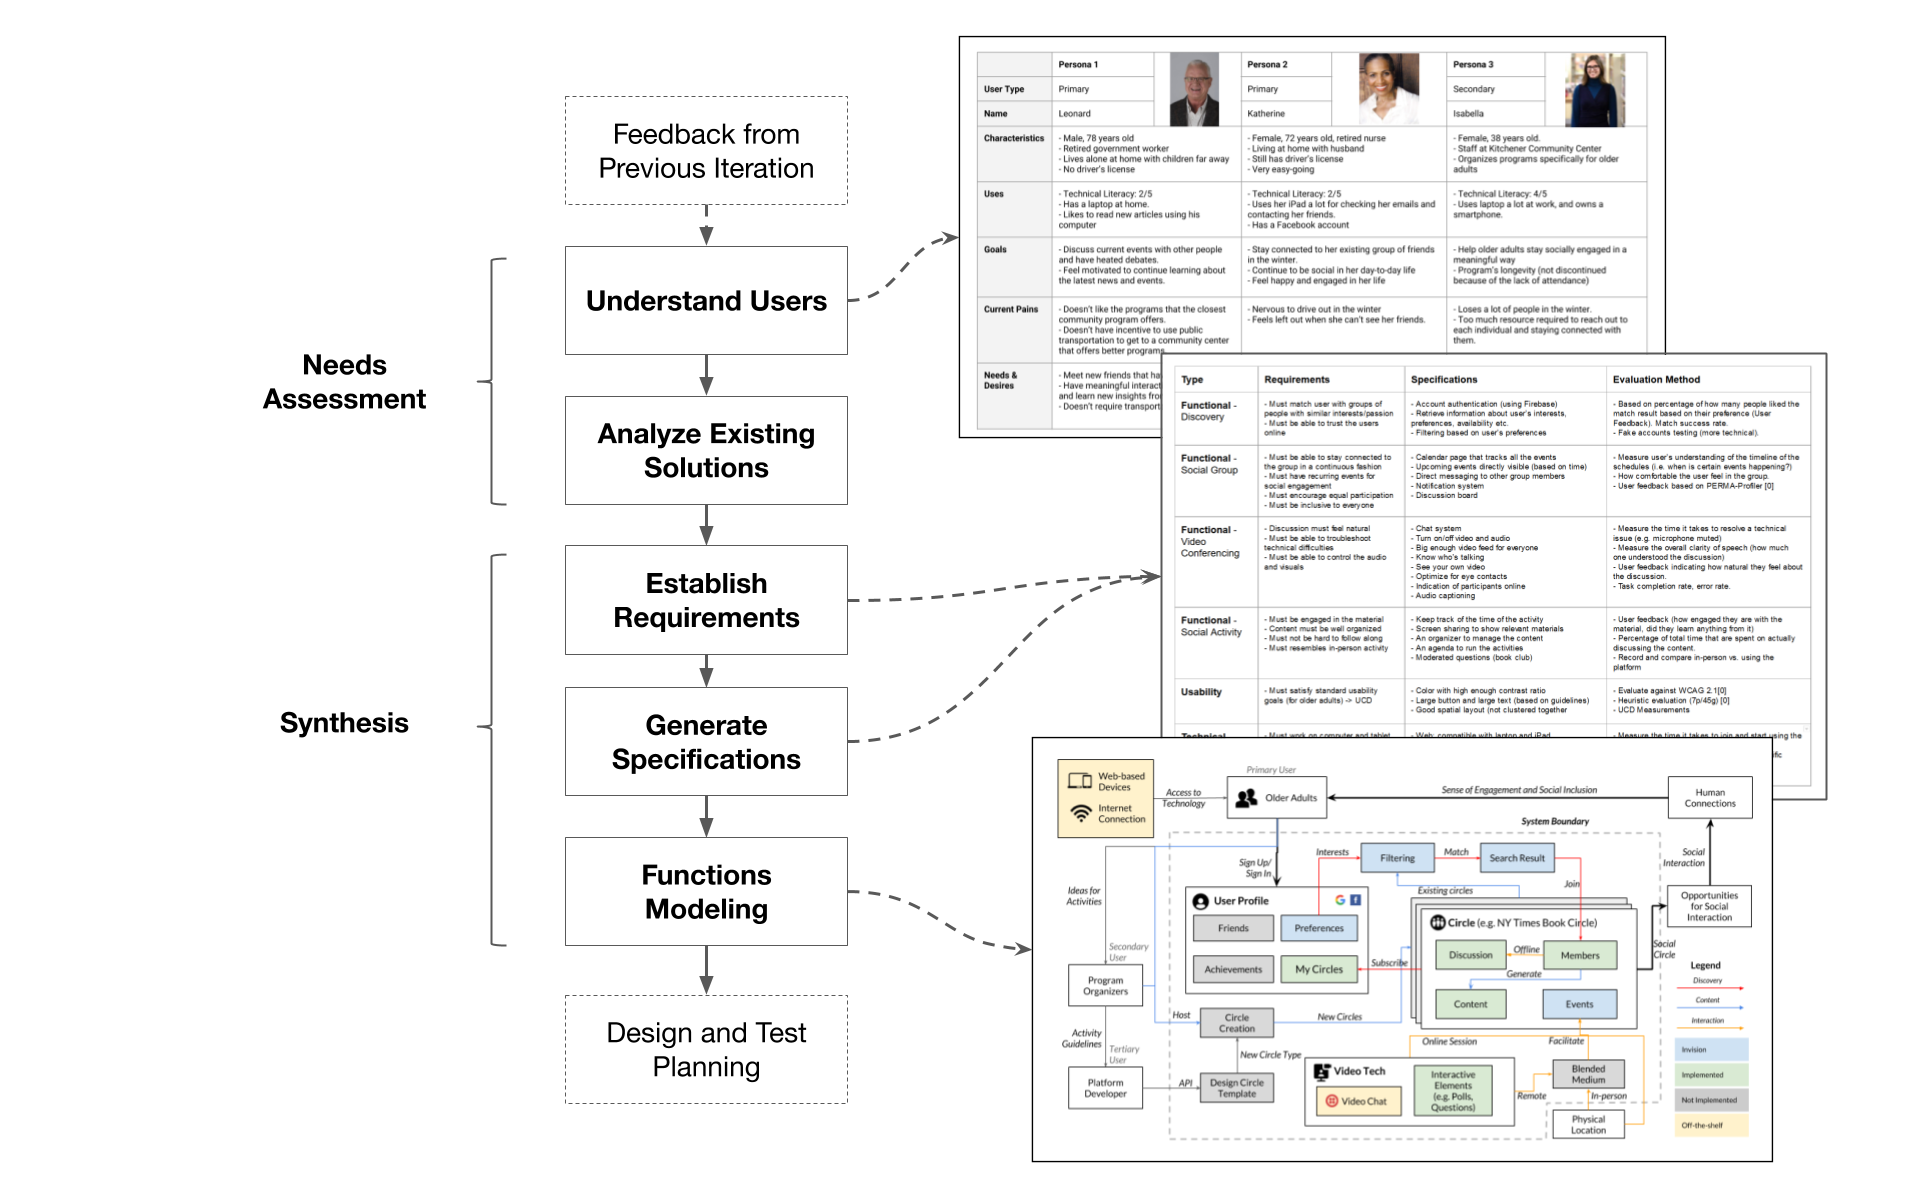 Feedback from
Previous Iteration
Understand Users
Analyze Existing
Solutions
Establish
Requirements
Generate
Specifications
Functions
Modeling
Design and Test
Planning
Needs
Assessment
Synthesis
Persona 1
Persona 2
Persona 3
User Type
Primary
Primary
Secondary
Name
Leonard
Katherine
Isabella
Characteristics
- Male, 78 years old
- Retired government worker
- Lives alone at home with children far away
- No driver's license
- Female, 72 years old, retired nurse
- Living at home with husband
- Still has driver's license
- Very easy-going
- Female, 38 years old.
- Staff at Kitchener Community Center
- Organizes programs specifically for older
adults
Uses
- Technical Literacy: 2/5
- Has a laptop at home.
- Likes to read new articles using his
computer
- Technical Literacy: 2/5
- Uses her iPad a lot for checking her emails and
contacting her friends.
- Has a Facebook account
- Technical Literacy: 4/5
- Uses laptop a lot at work, and owns a
smartphone.
Goals
- Discuss current events with other people
and have heated debates.
- Feel motivated to continue learning about
the latest news and events.
- Stay connected to her existing group of friends
in the winter.
- Continue to be social in her day-to-day life
- Feel happy and engaged in her life
- Help older adults stay socially engaged in a
meaningful way
- Program's longevity (not discontinued
because of the lack of attendance)
Current Pains
- Doesn't like the programs that the closest
community program offers.
- Doesn't have incentive to use public
transportation to get to a community center
that offers better programs
- Nervous to drive out in the winter
- Feels left out when she can't see her friends.
- Loses a lot of people in the winter.
- Too much resource required to reach out to
each individual and staying connected with
them.
Needs &
Desires
- Meet new friends that ha
- Have meaningful interact
and learn new insights fro
- Doesn't require transport
Type
Requirements
Specifications
Evaluation Method
Functional -
Discovery
- Must match user with groups of
people with similar interests/passion
- Must be able to trust the users
online
- Account authentication (using Firebase)
- Retrieve information about user's interests,
preferences, availability etc.
- Filtering based on user's preferences
- Based on percentage of how many people liked the
match result based on their preference (User
Feedback). Match success rate.
- Fake accounts testing (more technical).
Functional -
Social Group
- Must be able to stay connected to
the group in a continuous fashion
- Must have recurring events for
social engagement
- Must encourage equal participation
- Must be inclusive to everyone
- Calendar page that tracks all the events
- Upcoming events directly visible (based on time)
- Direct messaging to other group members
- Notification system
- Discussion board
- Measure user's understanding of the timeline of the
schedules (i.e. when is certain events happening?)
- How comfortable the user feel in the group.
- User feedback based on PERMA-Profiler [0]
Functional -
Video
Conferencing
- Discussion must feel natural
- Must be able to troubleshoot
technical difficulties
- Must be able to control the audio
and visuals
- Chat system
- Turn on/off video and audio
- Big enough video feed for everyone
- Know who's talking
- See your own video
- Optimize for eye contacts
- Indication of participants online
- Audio captioning
- Measure the time it takes to resolve a technical
issue (e.g. microphone muted)
- Measure the overall clarity of speech (how much
one understood the discussion)
- User feedback indicating how natural they feel about
the discussion.
- Task completion rate, error rate.
Functional -
Social Activity
- Must be engaged in the material
- Content must be well organized
- Must not be hard to follow along
- Must resembles in-person activity
- Keep track of the time of the activity
- Screen sharing to show relevant materials
- An organizer to manage the content
- An agenda to run the activities
- Moderated questions (book club)
- User feedback (how engaged they are with the
material, did they learn anything from it)
- Percentage of total time that are spent on actually
discussing the content.
- Record and compare in-person vs. using the
platform
Usability
- Must satisfy standard usability
goals (for older adults) -> UCD
- Color with high enough contrast ratio
- Large button and large text (based on guidelines)
- Good spatial layout (not clustered together
- Evaluate against WCAG 2.1[0]
- Heuristic evaluation (7p/45g) [0]
- UCD Measurements
Technical
- Must work on computer and tablet
- Web: compatible with laptop and iPad
- Measure the time it takes to join and start using the
fic
Web-based
Devices
Internet
Connection
Access to
Technology
Primary User
Older Adults
Sense of Engagement and Social Inclusion
Human
Connections
System Boundary
Sign Up/
Sign In
Interests
Filtering
Match
Search Result
Join
Social
Interaction
Existing circles
Opportunities
for Social
Interaction
Ideas for
Activities
User Profile
Friends
Preferences
Achievements
My Circles
Subscribe
Circle (e.g. NY Times Book Circle)
Discussion
Offline
Members
Generate
Content
Events
Social
Circle
Secondary
User
Program
Organizers
Host
Circle
Creation
New Circles
Activity
Guidelines
Tertiary
User
Platform
Developer
API
New Circle Type
Design Circle
Template
Online Session
Facilitate
Video Tech
Video Chat
Interactive
Elements
(e.g. Polls,
Questions)
Remote
Blended
Medium
In-person
Physical
Location
Legend
Discovery
Content
Interaction
Invision
Implemented
Not Implemented
Off-the-shelf